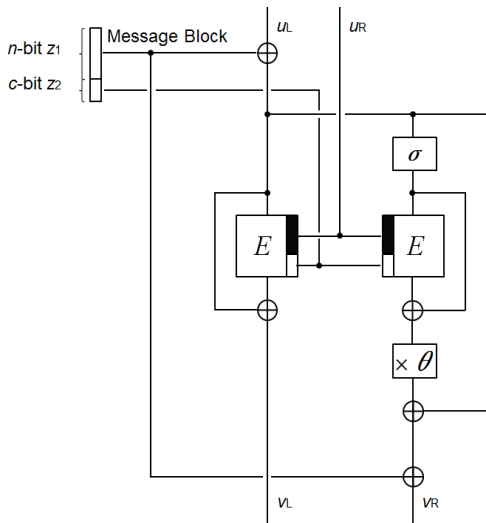 n-bit z1
Message Block
c-bit z2
uL
uR
σ
E
E
× θ
vL
vR